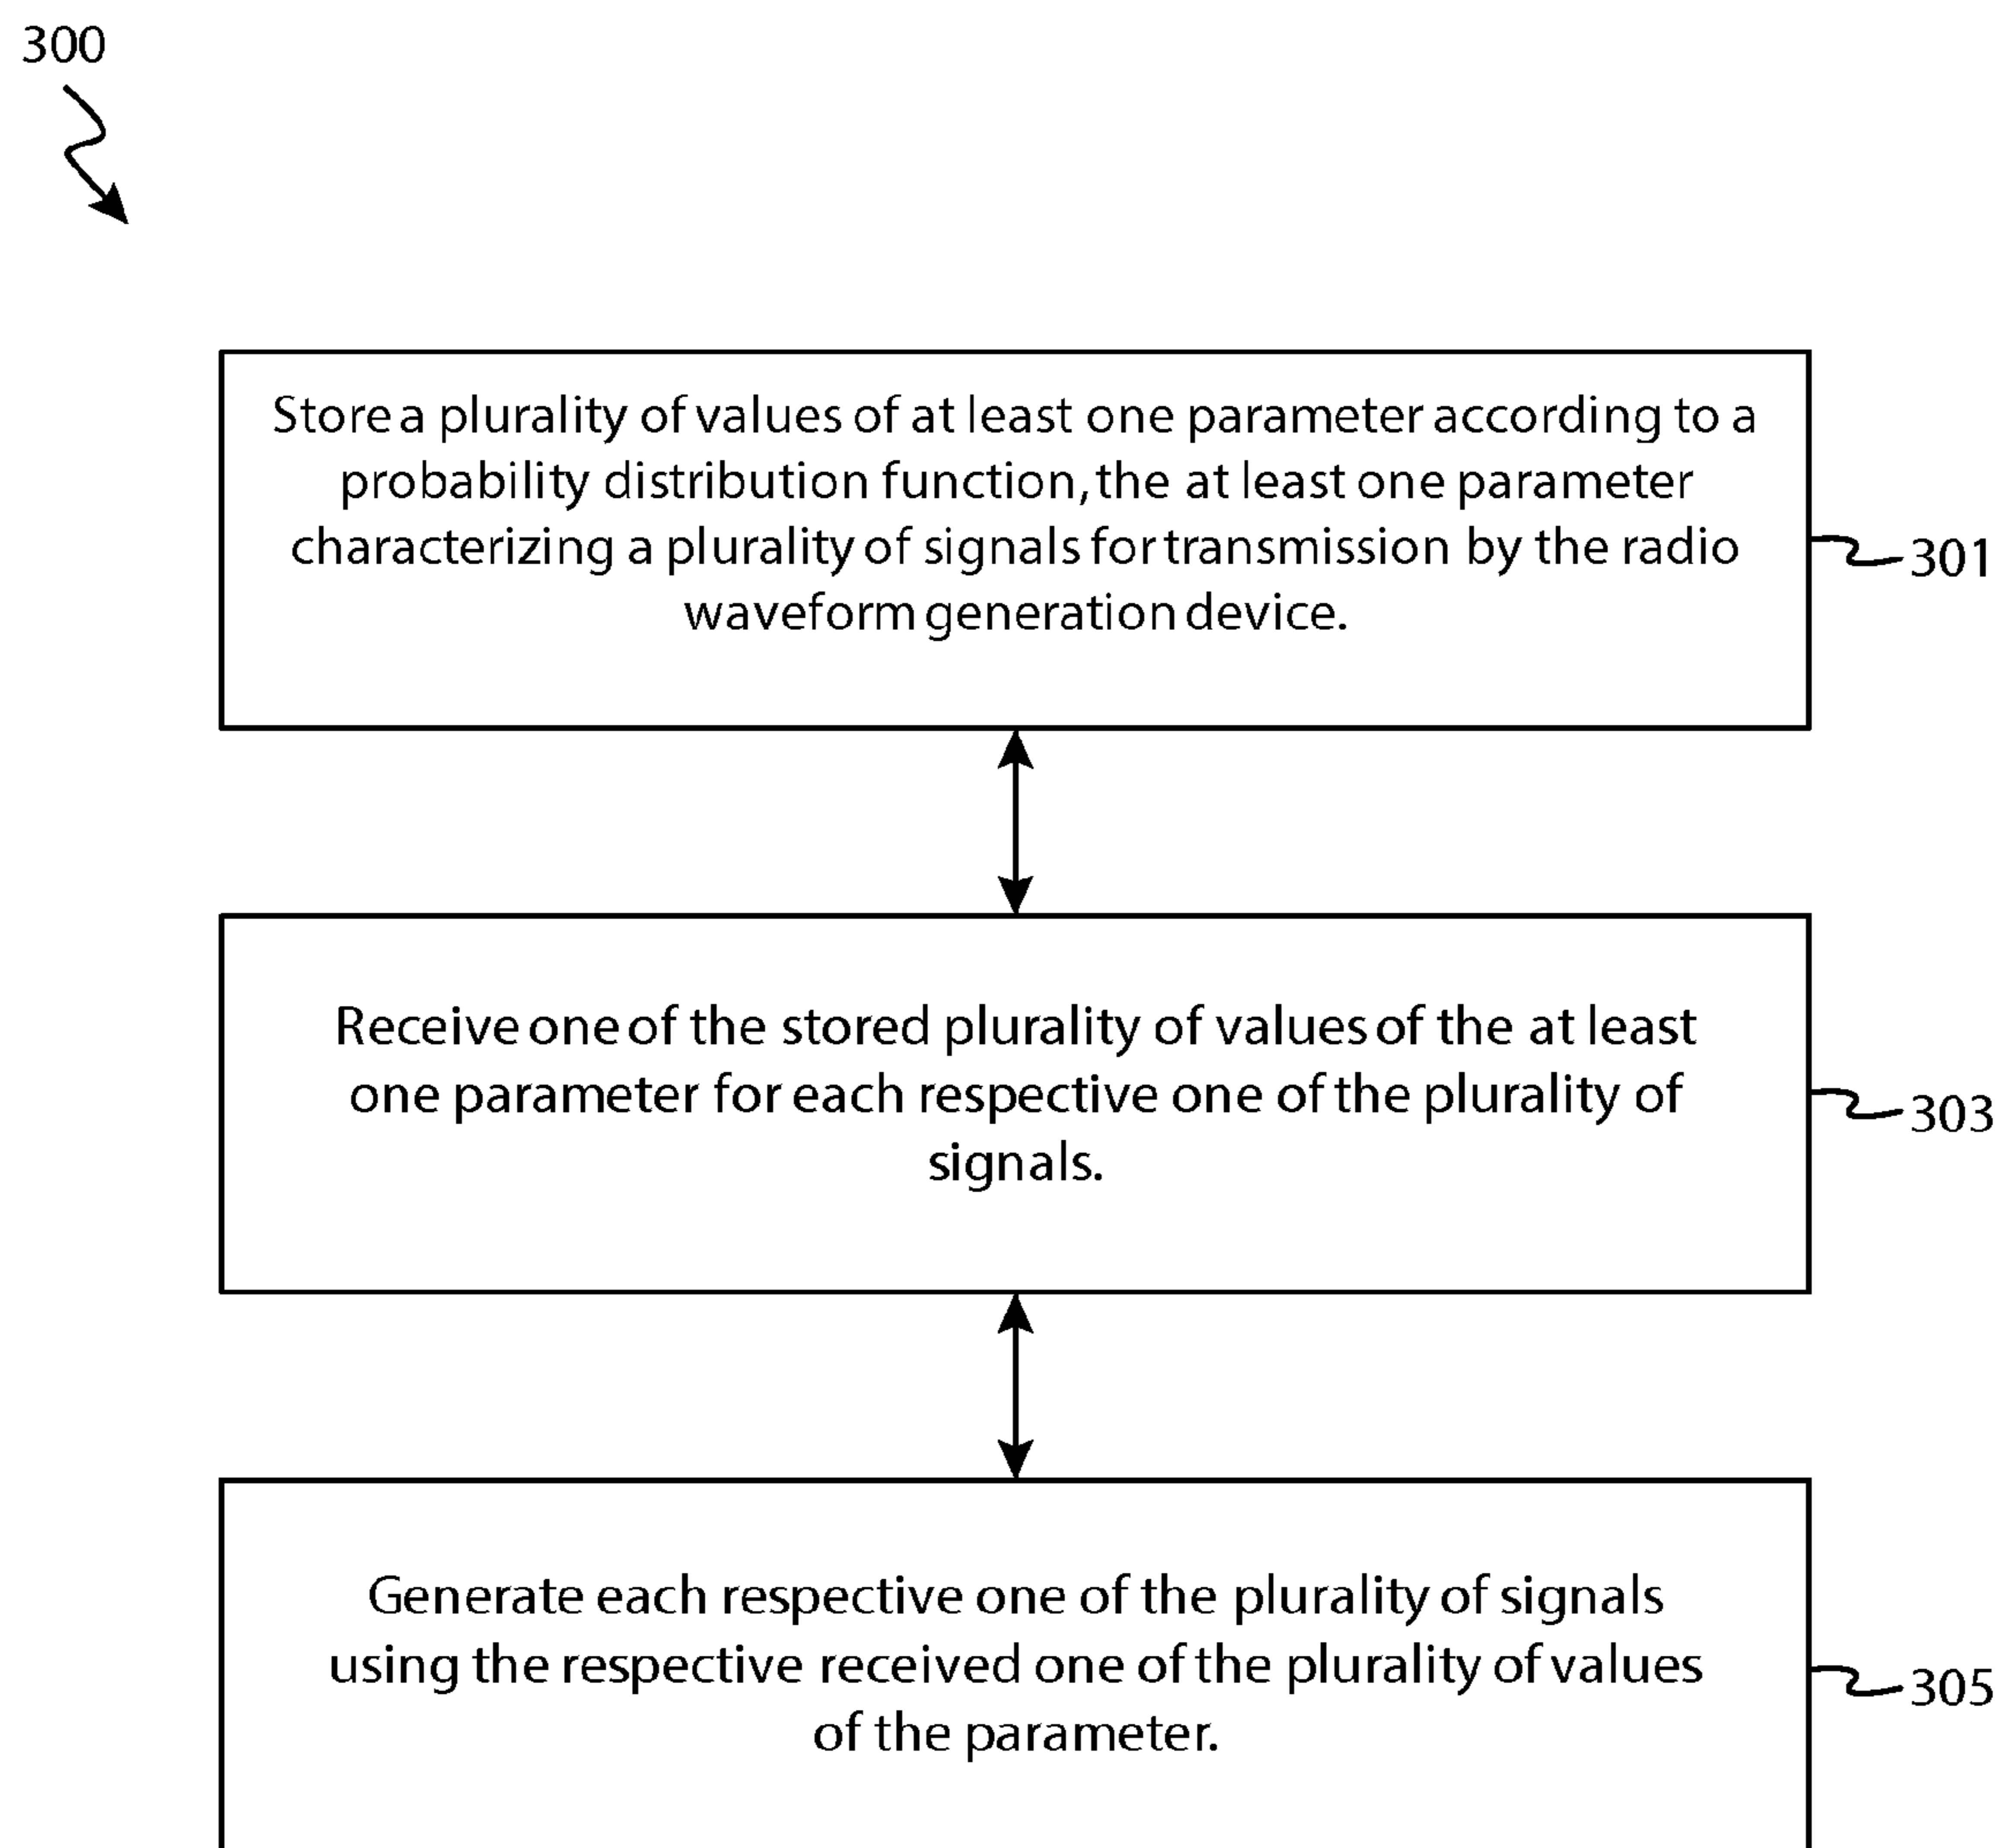 300
Store a plurality of values of at least one parameter according to a
probability distribution function, the at least one parameter
characterizing a plurality of signals for transmission by the radio
waveform generation device.
301
Receive one of the stored plurality of values of the at least
one parameter for each respective one of the plurality of
signals.
303
Generate each respective one of the plurality of signals
using the respective received one of the plurality of values
of the parameter.
305